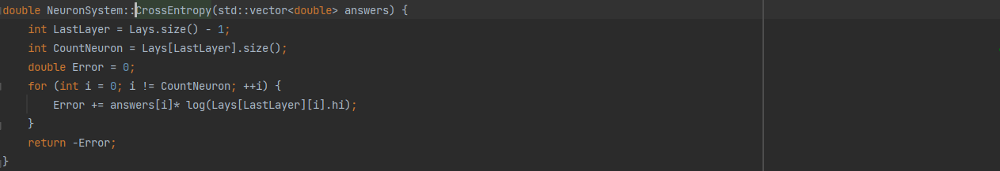 double NeuronSystem::CrossEntropy(std::vector<double> answers) {
    int LastLayer = Lays.size() - 1;
    int CountNeuron = Lays[LastLayer].size();
    double Error = 0;
    for (int i = 0; i != CountNeuron; ++i) {
        Error += answers[i]* log(Lays[LastLayer][i].hi);
    }
    return -Error;
}